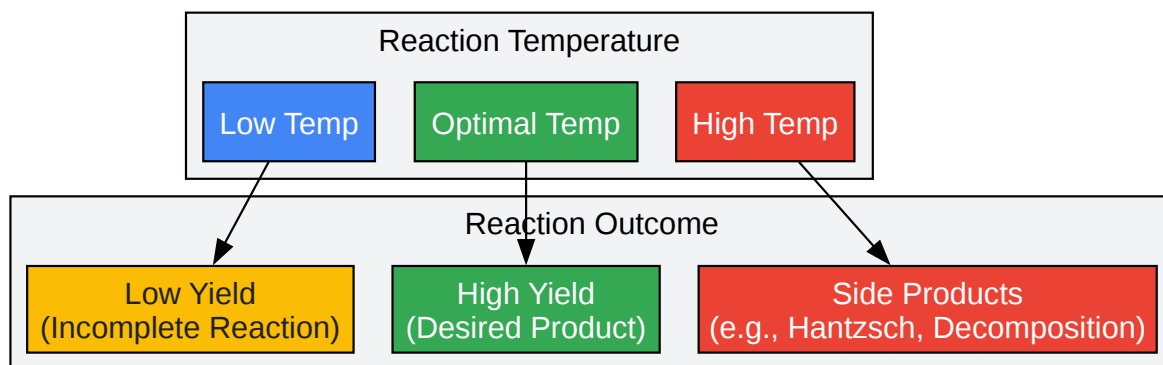 Reaction Temperature
Low Temp
Optimal Temp
High Temp
Reaction Outcome
Low Yield
(Incomplete Reaction)
High Yield
(Desired Product)
Side Products
(e.g., Hantzsch, Decomposition)